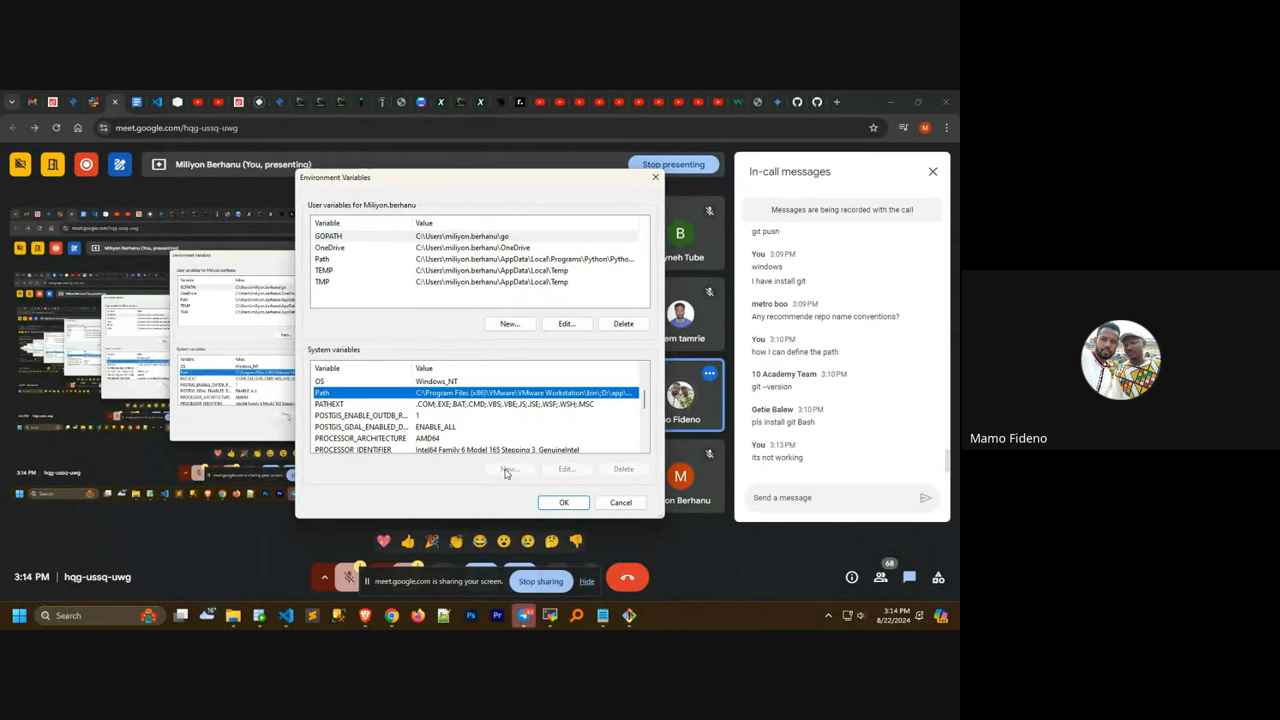 meet.google.com/hqg-ussq-uwg
Miliyon Berhanu (You, presenting)
Stop presenting
Environment Variables
User variables for Miliyon.berhanu
Variable Value
GOPATH C:\Users\miliyon.berhanu\go
OneDrive C:\Users\miliyon.berhanu\OneDrive
Path C:\Users\miliyon.berhanu\AppData\Local\Programs\Python\Pytho...
TEMP C:\Users\miliyon.berhanu\AppData\Local\Temp
TMP C:\Users\miliyon.berhanu\AppData\Local\Temp
New... Edit... Delete
System variables
Variable Value
OS Windows_NT
Path C:\Program Files (x86)\VMware\VMware Workstation\bin\;D:\app\...
PATHEXT .COM;.EXE;.BAT;.CMD;.VBS;.VBE;.JS;.JSE;.WSF;.WSH;.MSC
POSTGIS_ENABLE_OUTDB_R... 1
POSTGIS_GDAL_ENABLED_D... ENABLE_ALL
PROCESSOR_ARCHITECTURE AMD64
PROCESSOR_IDENTIFIER Intel64 Family 6 Model 165 Stepping 3, GenuineIntel
New... Edit... Delete
OK Cancel
B
yneh Tube
em tamrie
o Fideno
M
on Berhanu
In-call messages
Messages are being recorded with the call
git push
You 3:09 PM
windows
I have install git
metro boo 3:09 PM
Any recommende repo name conventions?
You 3:10 PM
how I can define the path
10 Academy Team 3:10 PM
git --version
Getie Balew 3:10 PM
pls install git Bash
You 3:13 PM
its not working
Send a message
3:14 PM hqg-ussq-uwg
meet.google.com is sharing your screen.
Stop sharing
Hide
68
Search
16°
3:14 PM
8/22/2024
Mamo Fideno